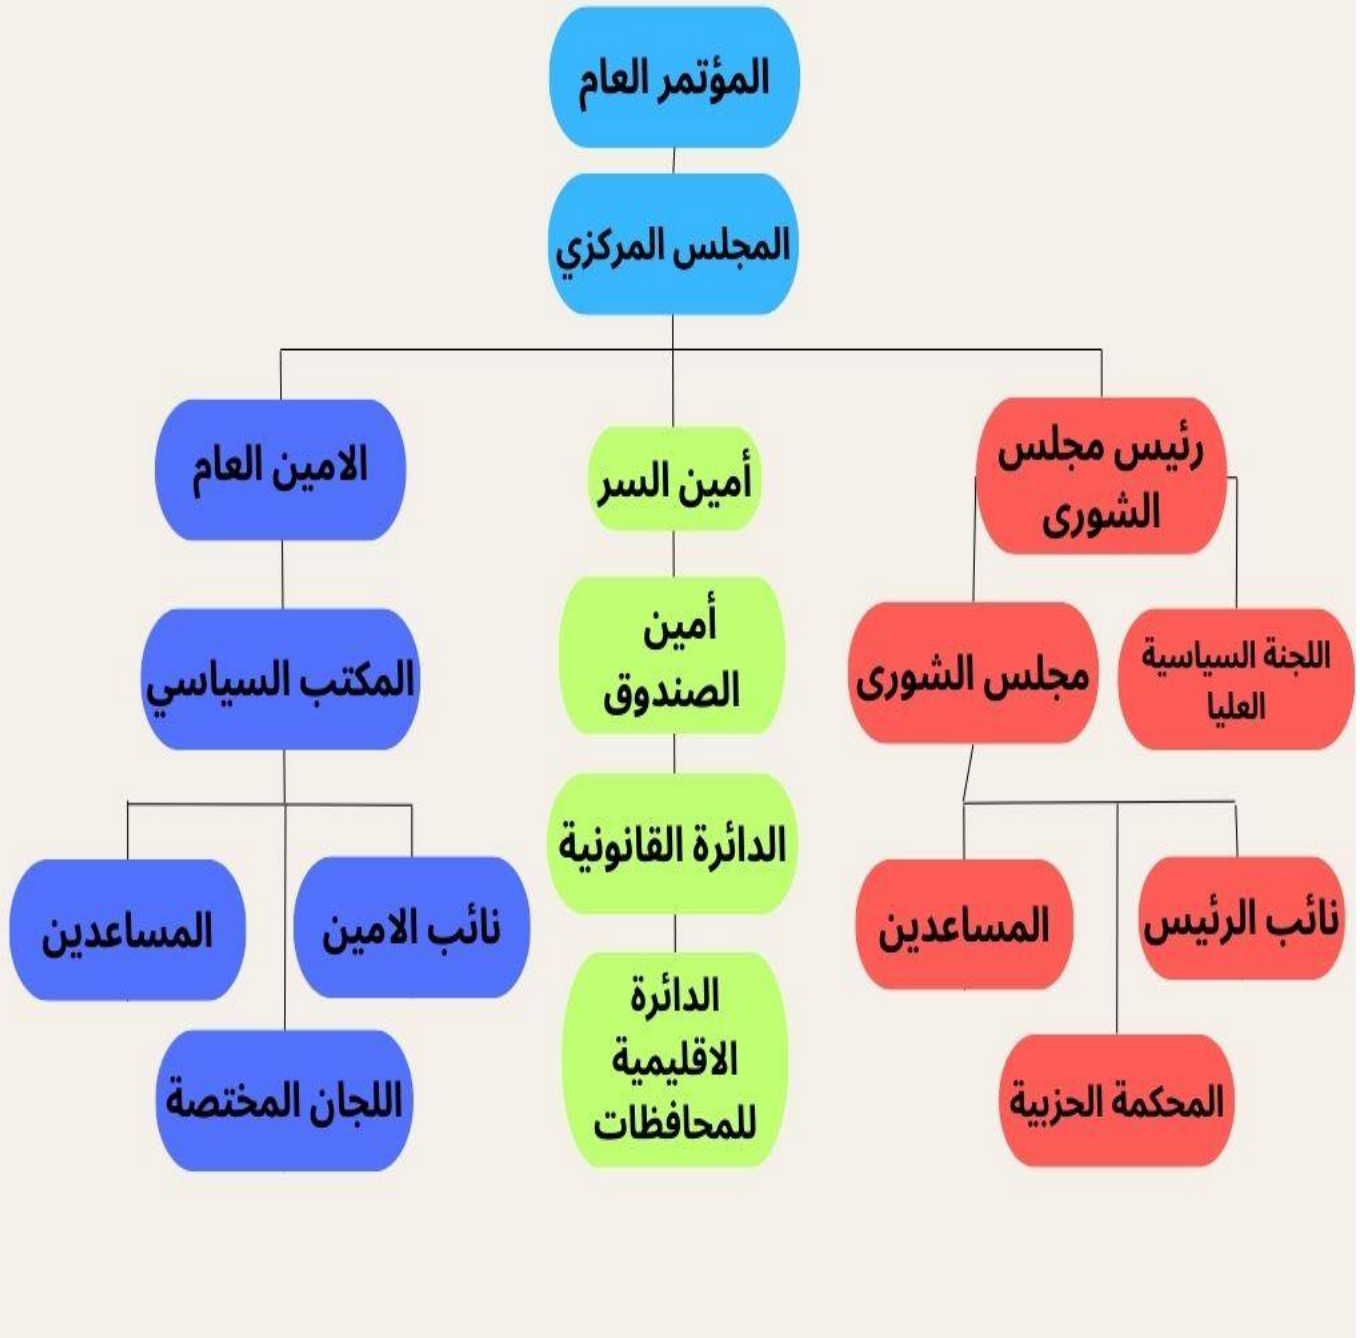 المؤتمر العام
المجلس المركزي
رئيس مجلس
الشورى
أمين السر
الامين العام
اللجنة السياسية
العليا
مجلس الشورى
أمين
الصندوق
المكتب السياسي
الدائرة القانونية
نائب الرئيس
المساعدين
المحكمة الحزبية
الدائرة
الاقليمية
للمحافظات
نائب الامين
المساعدين
اللجان المختصة